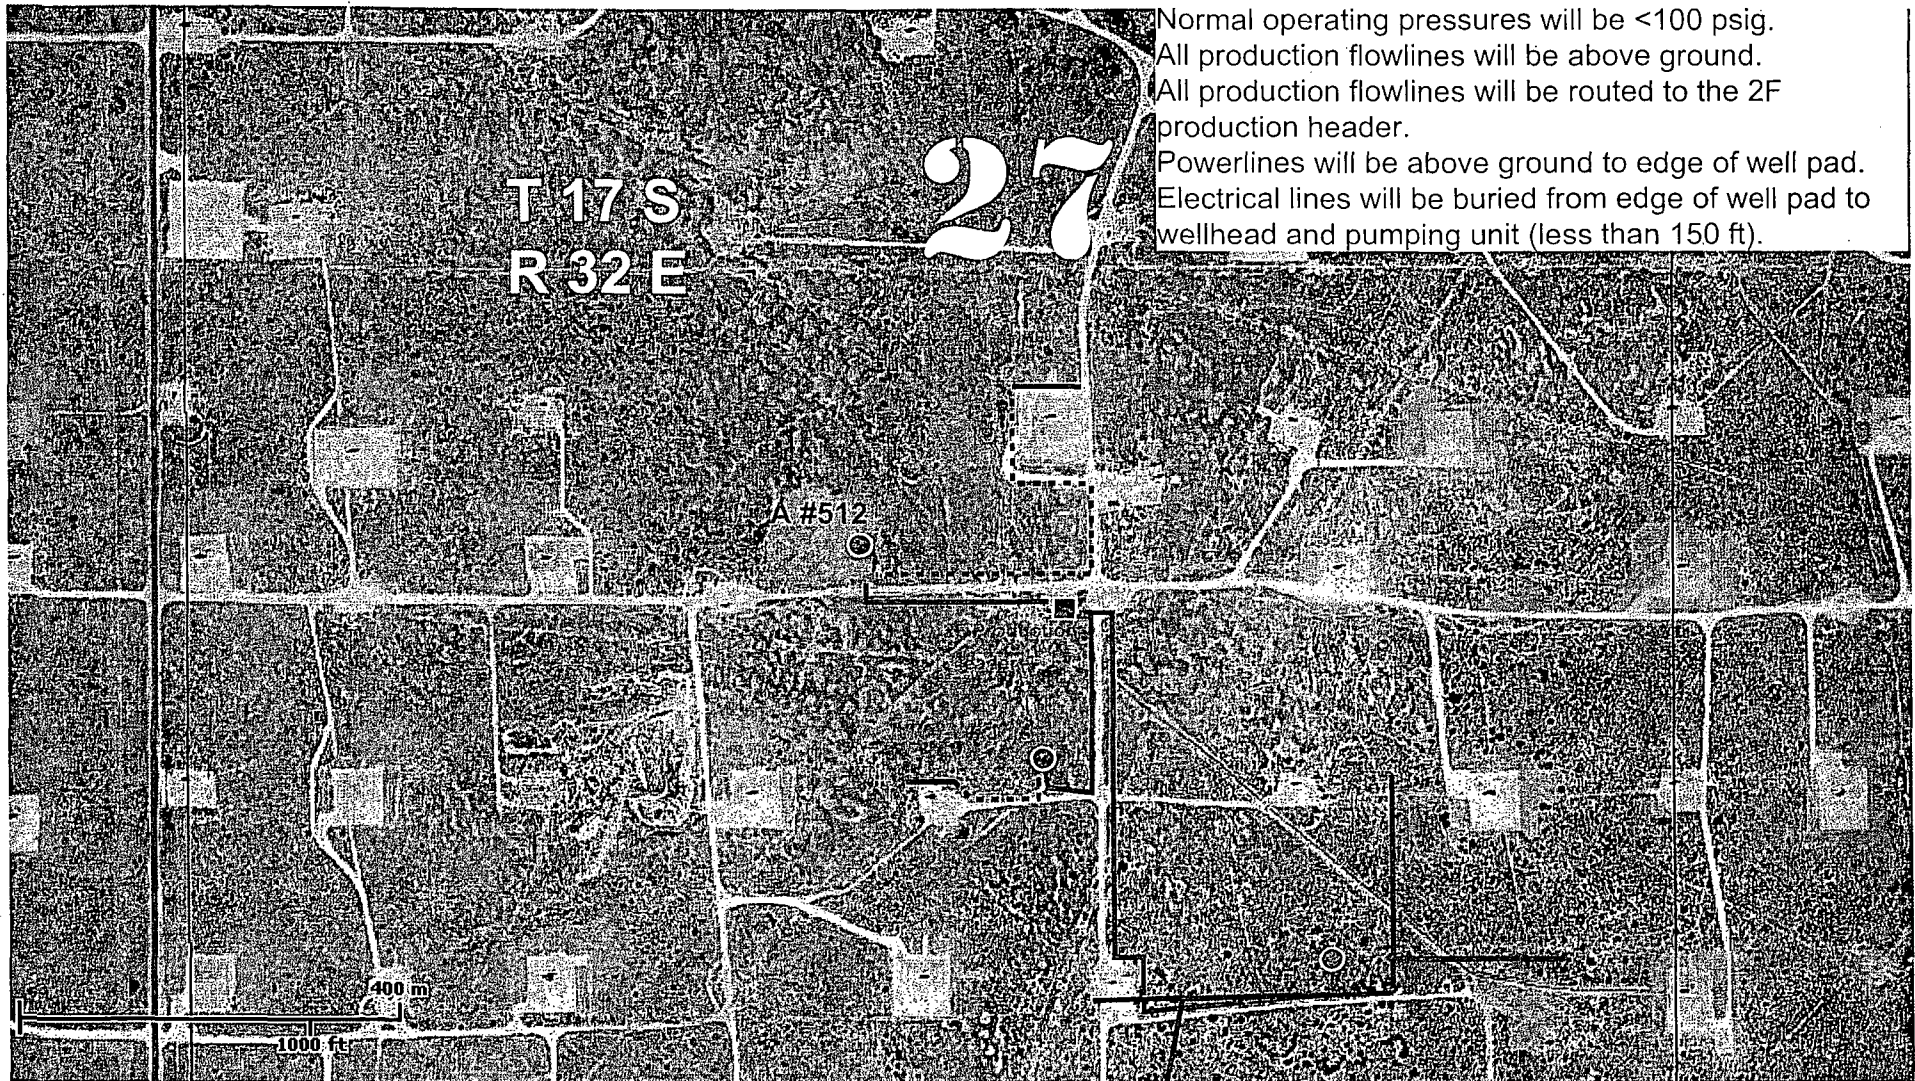 Normal operating pressures will be <100 psig.
All production flowlines will be above ground.
All production flowlines will be routed to the 2F
production header.
Powerlines will be above ground to edge of well pad.
Electrical lines will be buried from edge of well pad to
wellhead and pumping unit (less than 150 ft).
27
T 17 S
R 32 E
A #512
Production
400 m
1000 ft